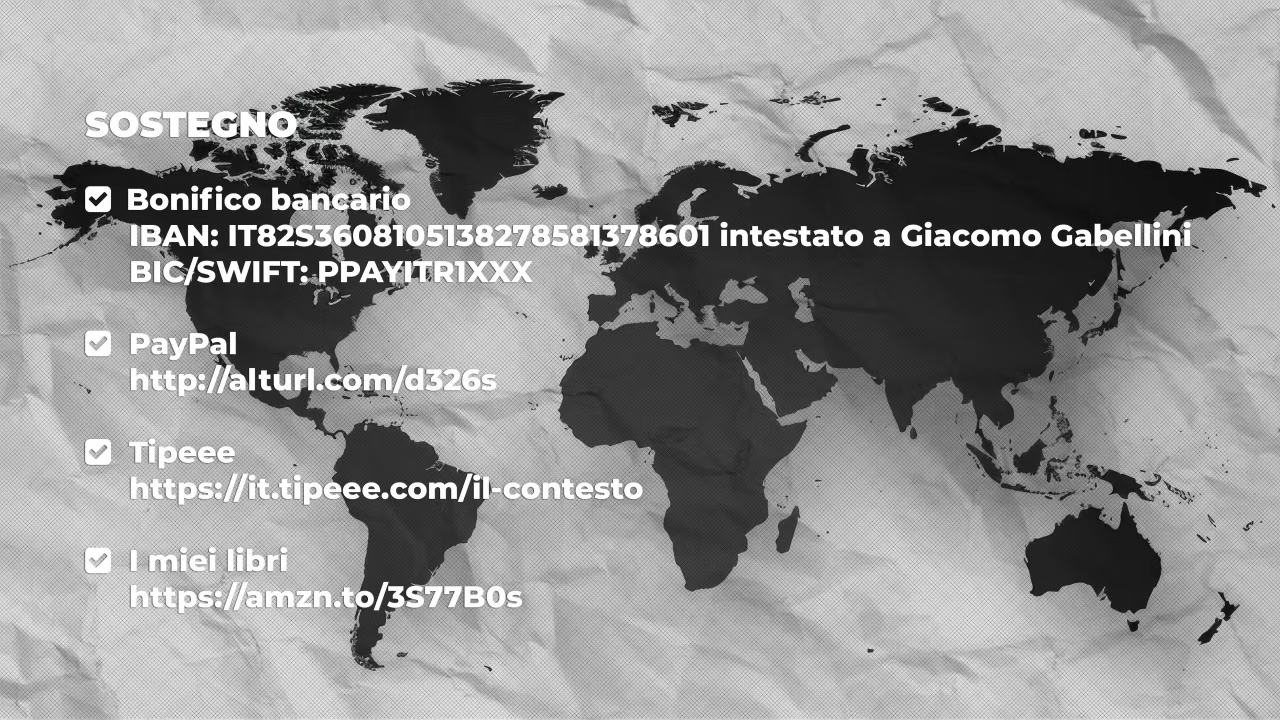 SOSTEGNO
Bonifico bancario
IBAN: IT82S3608105138278581378601 intestato a Giacomo Gabellini
BIC/SWIFT: PPAYITR1XXX
PayPal
http://alturl.com/d326s
Tipeee
https://it.tipeee.com/il-contesto
I miei libri
https://amzn.to/3S77B0s